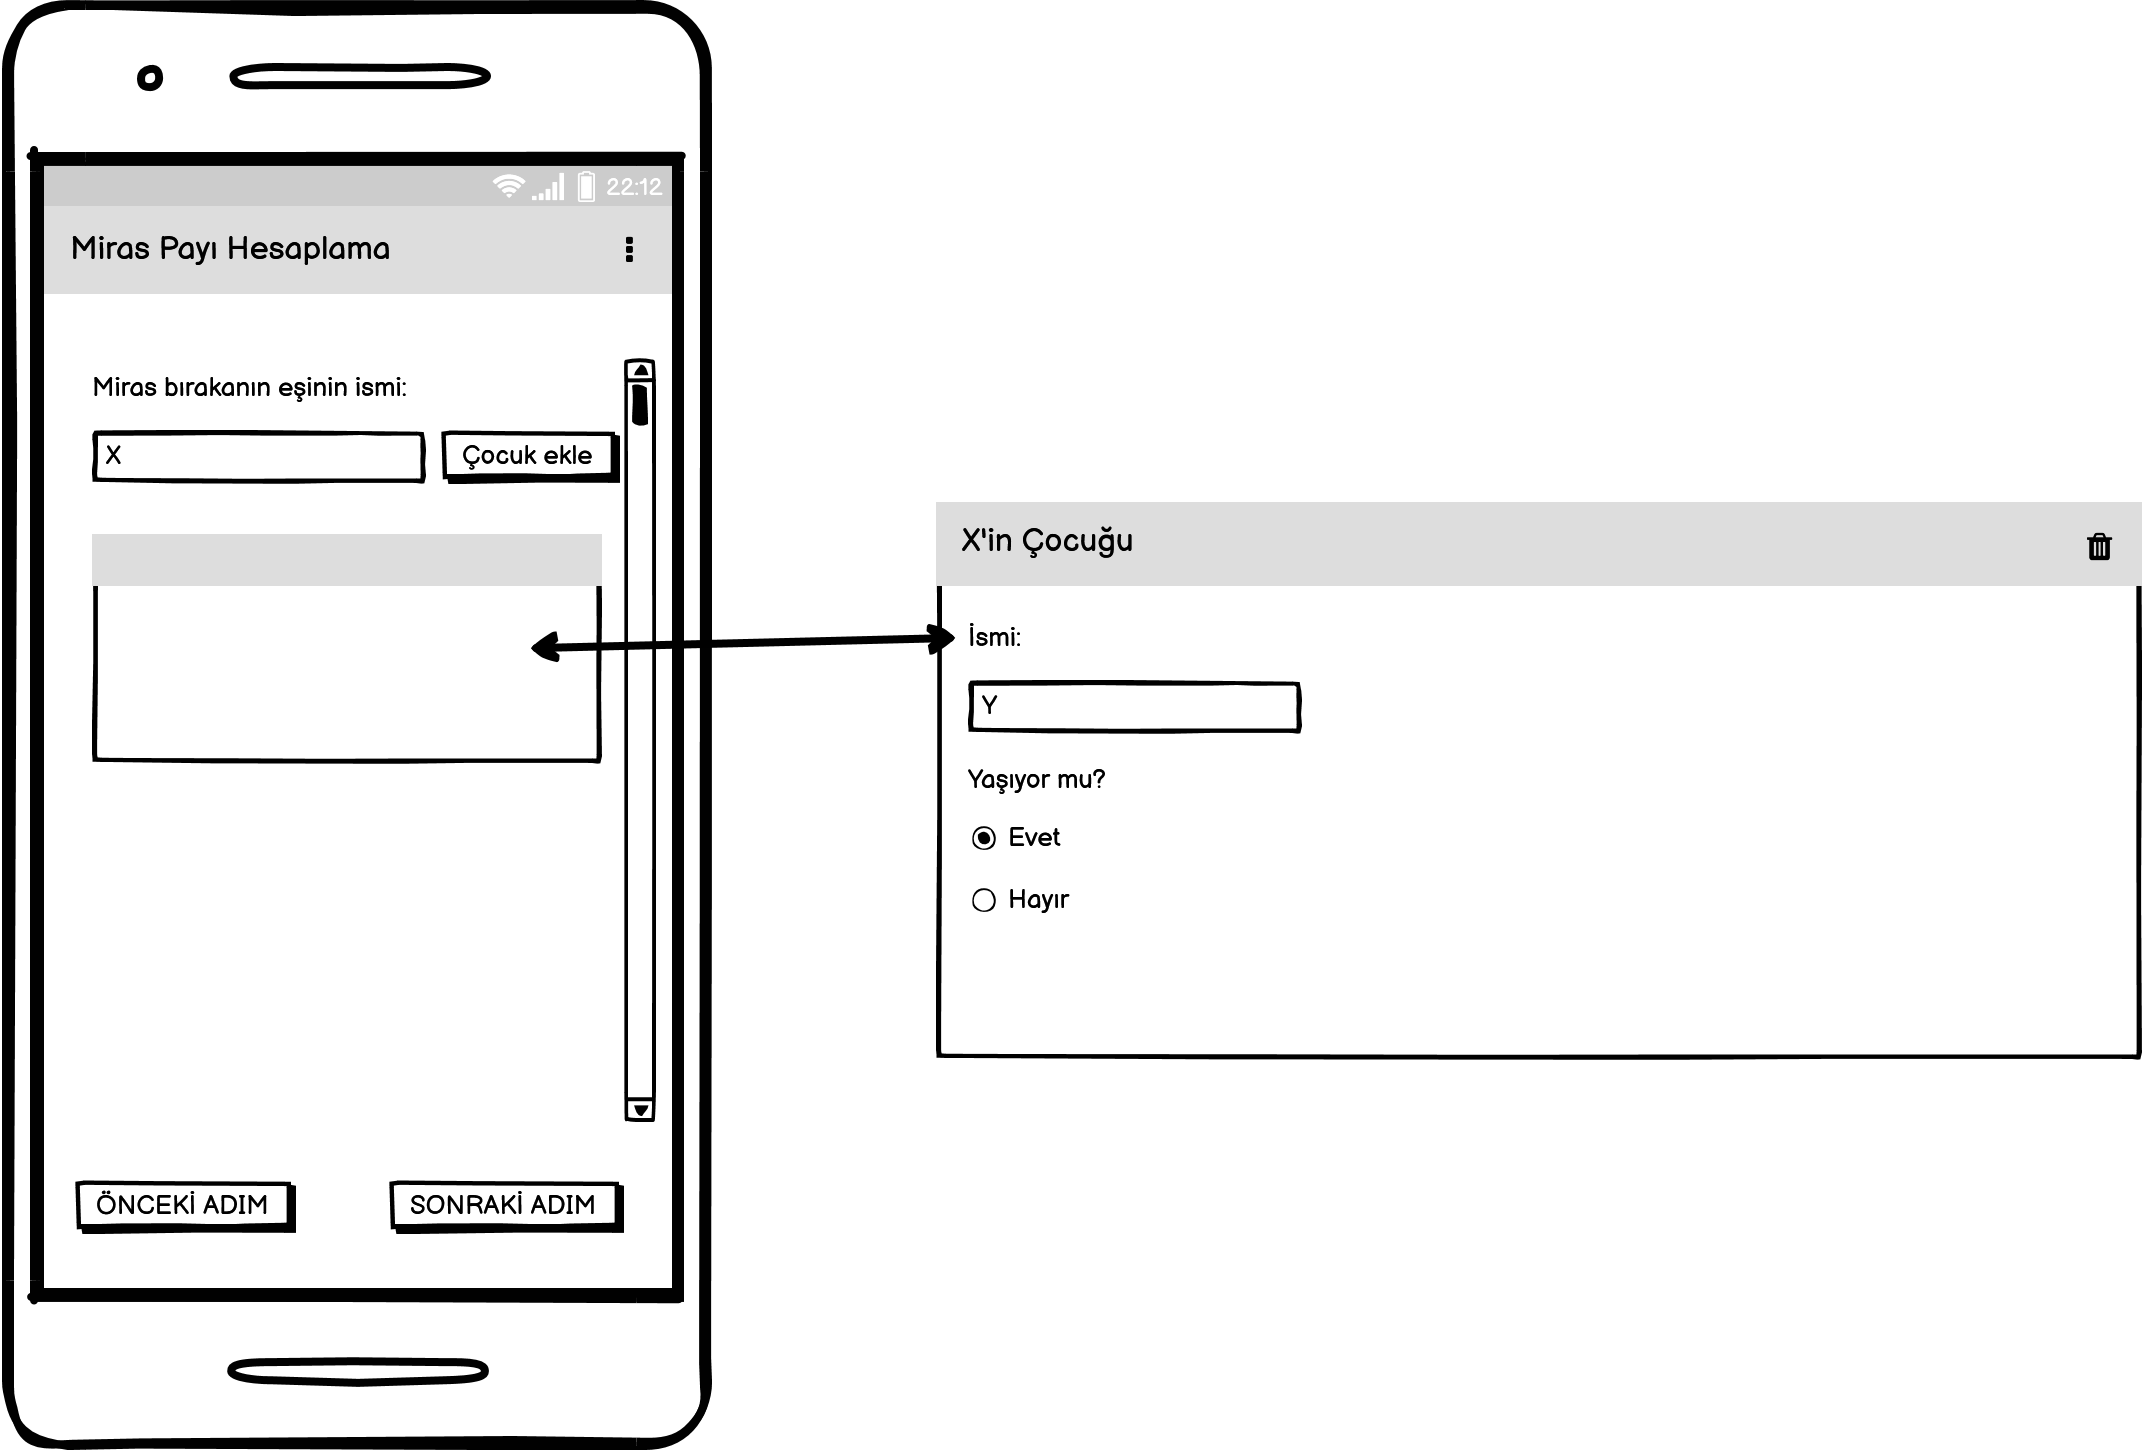 22:12
Miras Payı Hesaplama
Miras bırakanın eşinin ismi:
X
Çocuk ekle
ÖNCEKİ ADIM
SONRAKİ ADIM
X'in Çocuğu
İsmi:
Y
Yaşıyor mu?
Evet
Hayır